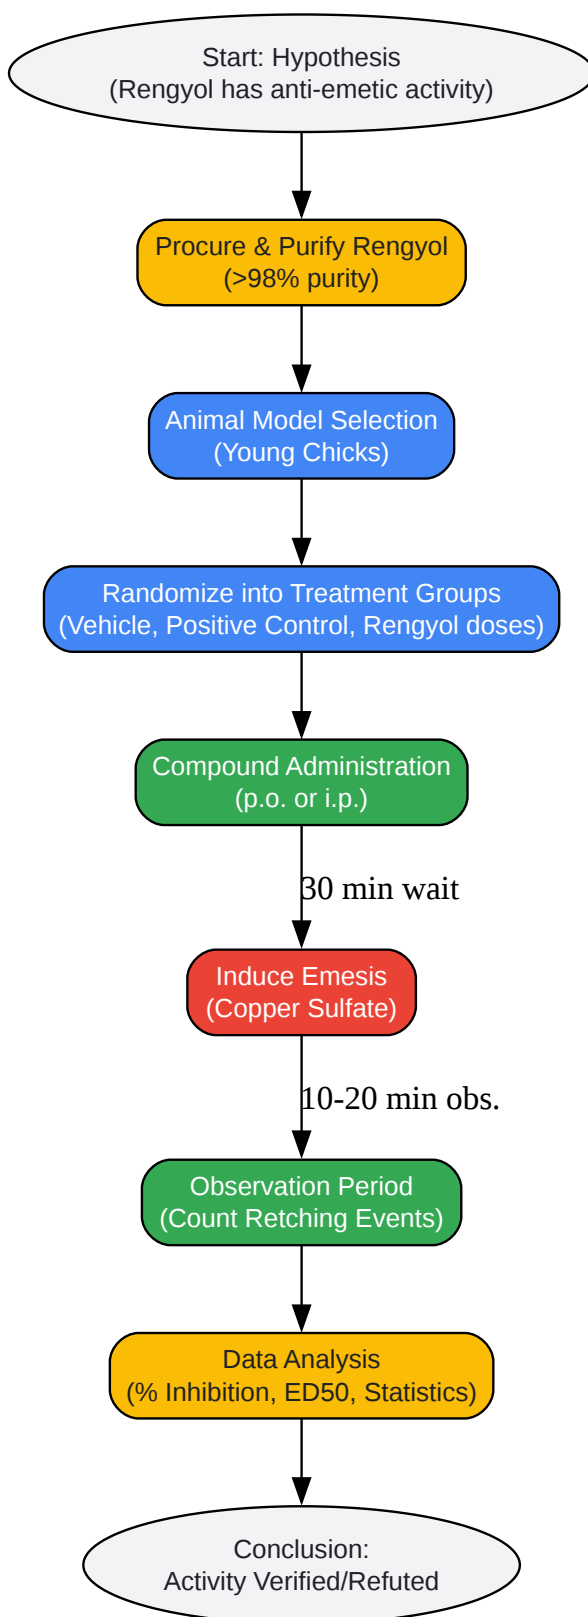 Start: Hypothesis
(Rengyol has anti-emetic activity)
Procure & Purify Rengyol
(>98% purity)
Animal Model Selection
(Young Chicks)
Randomize into Treatment Groups
(Vehicle, Positive Control, Rengyol doses)
Compound Administration
(p.o. or i.p.)
30 min wait
Induce Emesis
(Copper Sulfate)
10-20 min obs.
Observation Period
(Count Retching Events)
Data Analysis
(% Inhibition, ED50, Statistics)
Conclusion:
Activity Verified/Refuted